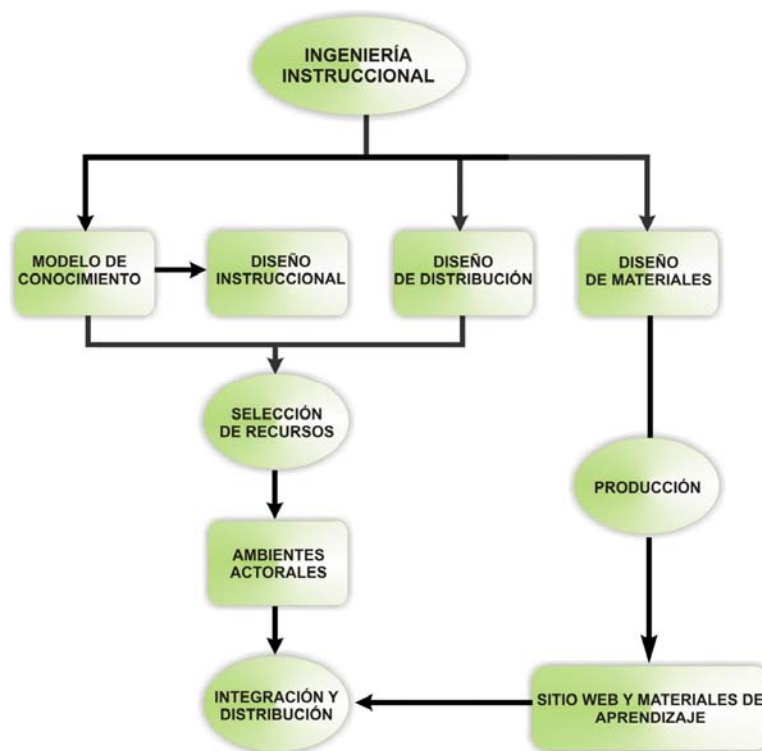 INGENIERÍA
INSTRUCCIONAL
MODELO DE
CONOCIMIENTO
DISEÑO
INSTRUCCIONAL
DISEÑO
DE DISTRIBUCIÓN
DISEÑO
DE MATERIALES
SELECCIÓN
DE RECURSOS
PRODUCCIÓN
AMBIENTES
ACTORALES
INTEGRACIÓN Y
DISTRIBUCIÓN
SITIO WEB Y MATERIALES DE
APRENDIZAJE